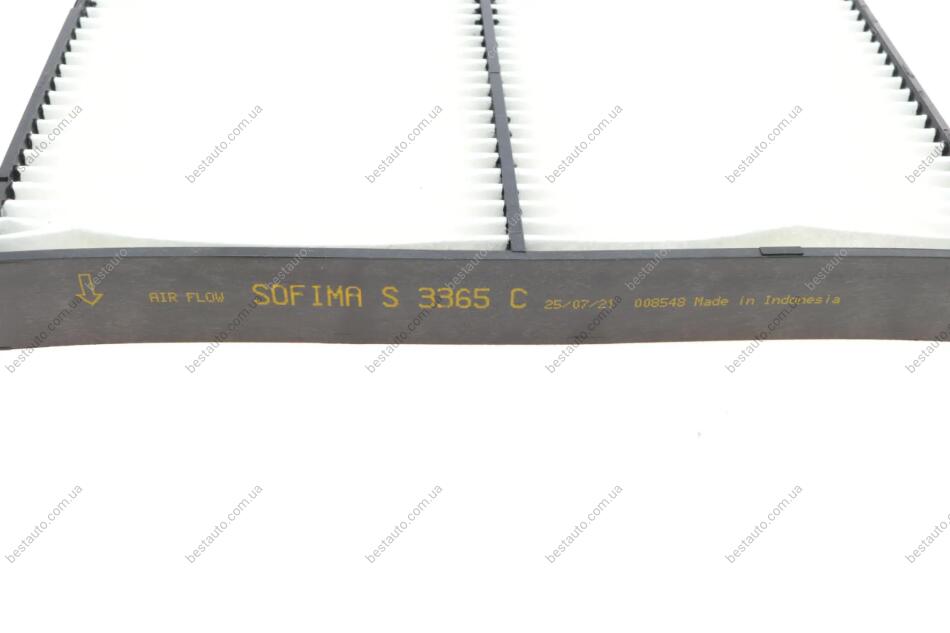 AIR FLOW SOFIMA S 3365 C 25/07/21 008548 Made in Indonesia
bestauto.com.ua